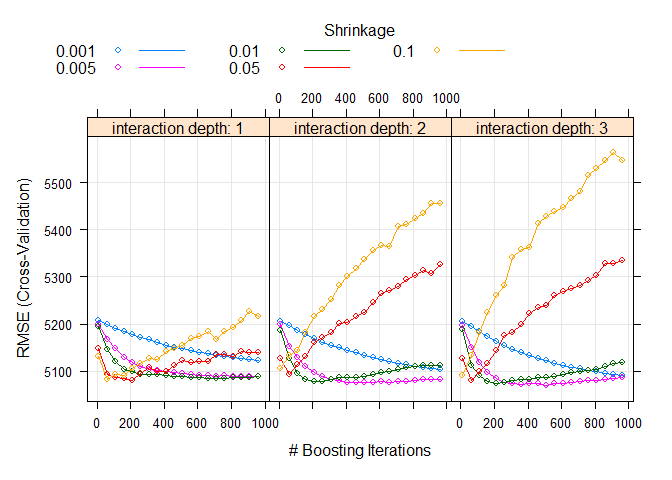 Shrinkage
0.001 0.01 0.1
0.005 0.05
0 200 400 600 800 1000
interaction depth: 1 interaction depth: 2 interaction depth: 3
5500
5400
5300
5200
5100
RMSE (Cross-Validation)
0 200 400 600 800 1000 0 200 400 600 800 1000
# Boosting Iterations